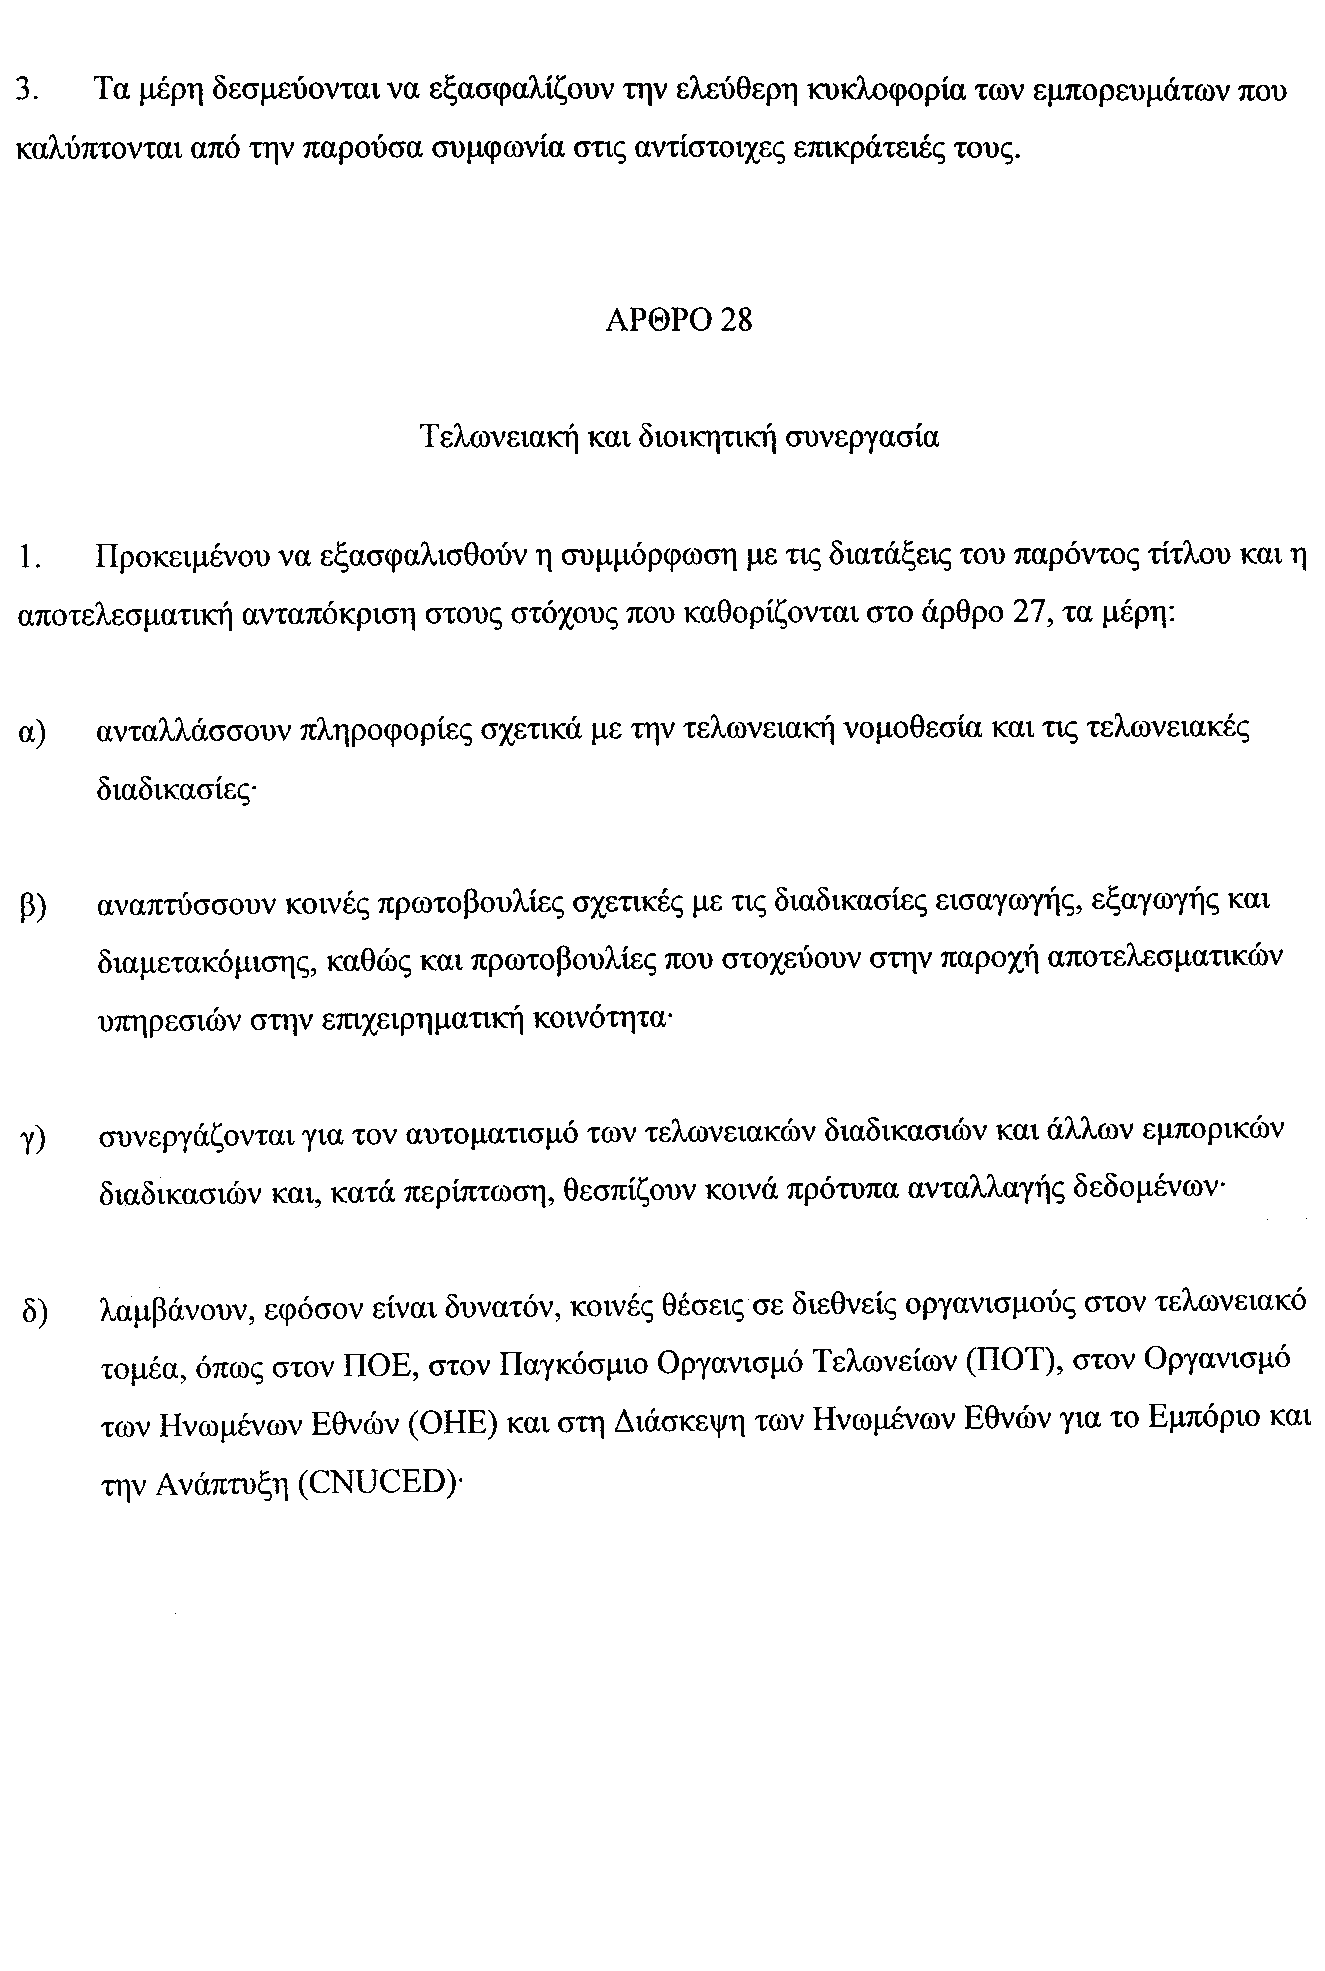 3. Τα μέρη δεσμεύονται να εξασφαλίζουν την ελεύθερη κυκλοφορία των εμπορευμάτων που
καλύπτονται από την παρούσα συμφωνία στις αντίστοιχες επικράτειές τους.
ΑΡΘΡΟ 28
Τελωνειακή και διοικητική συνεργασία
1. Προκειμένου να εξασφαλισθούν η συμμόρφωση με τις διατάξεις του παρόντος τίτλου και η
αποτελεσματική ανταπόκριση στους στόχους που καθορίζονται στο άρθρο 27, τα μέρη:
α) ανταλλάσσουν πληροφορίες σχετικά με την τελωνειακή νομοθεσία και τις τελωνειακές
διαδικασίες·
β) αναπτύσσουν κοινές πρωτοβουλίες σχετικές με τις διαδικασίες εισαγωγής, εξαγωγής και
διαμετακόμισης, καθώς και πρωτοβουλίες που στοχεύουν στην παροχή αποτελεσματικών
υπηρεσιών στην επιχειρηματική κοινότητα·
γ) συνεργάζονται για τον αυτοματισμό των τελωνειακών διαδικασιών και άλλων εμπορικών
διαδικασιών και, κατά περίπτωση, θεσπίζουν κοινά πρότυπα ανταλλαγής δεδομένων·
δ) λαμβάνουν, εφόσον είναι δυνατόν, κοινές θέσεις σε διεθνείς οργανισμούς στον τελωνειακό
τομέα, όπως στον ΠΟΕ, στον Παγκόσμιο Οργανισμό Τελωνείων (ΠΟΤ), στον Οργανισμό
των Ηνωμένων Εθνών (ΟΗΕ) και στη Διάσκεψη των Ηνωμένων Εθνών για το Εμπόριο και
την Ανάπτυξη (CNUCED)·